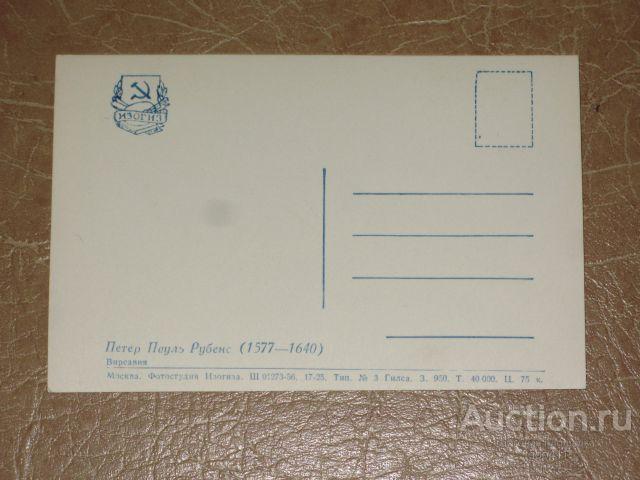 ИЗОГИЗ
Петер Пауль Рубенс (1577—1640)
Вирсавия
Москва. Фотостудия Изогиза. Ш 01273-56, 17-25. Тип. № 3 Гилса. З. 950. Т. 40 000. Ц. 75 к.
Auction.ru